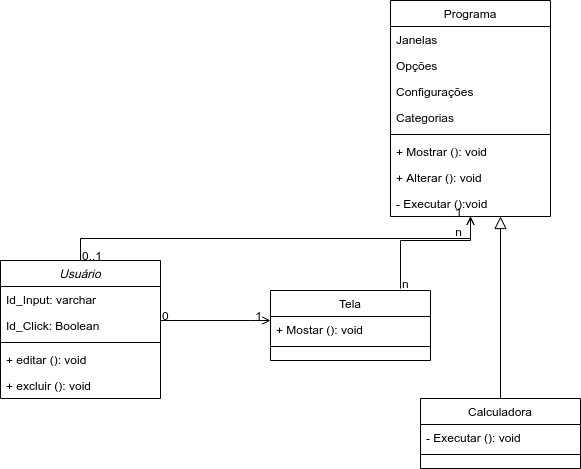 Programa
Janelas
Opções
Configurações
Categorias
+ Mostrar (): void
+ Alterar (): void
- Executar ():void
1
n
0..1
n
Usuário
Id_Input: varchar
Id_Click: Boolean
+ editar (): void
+ excluir (): void
0
1
Tela
+ Mostar (): void
Calculadora
- Executar (): void